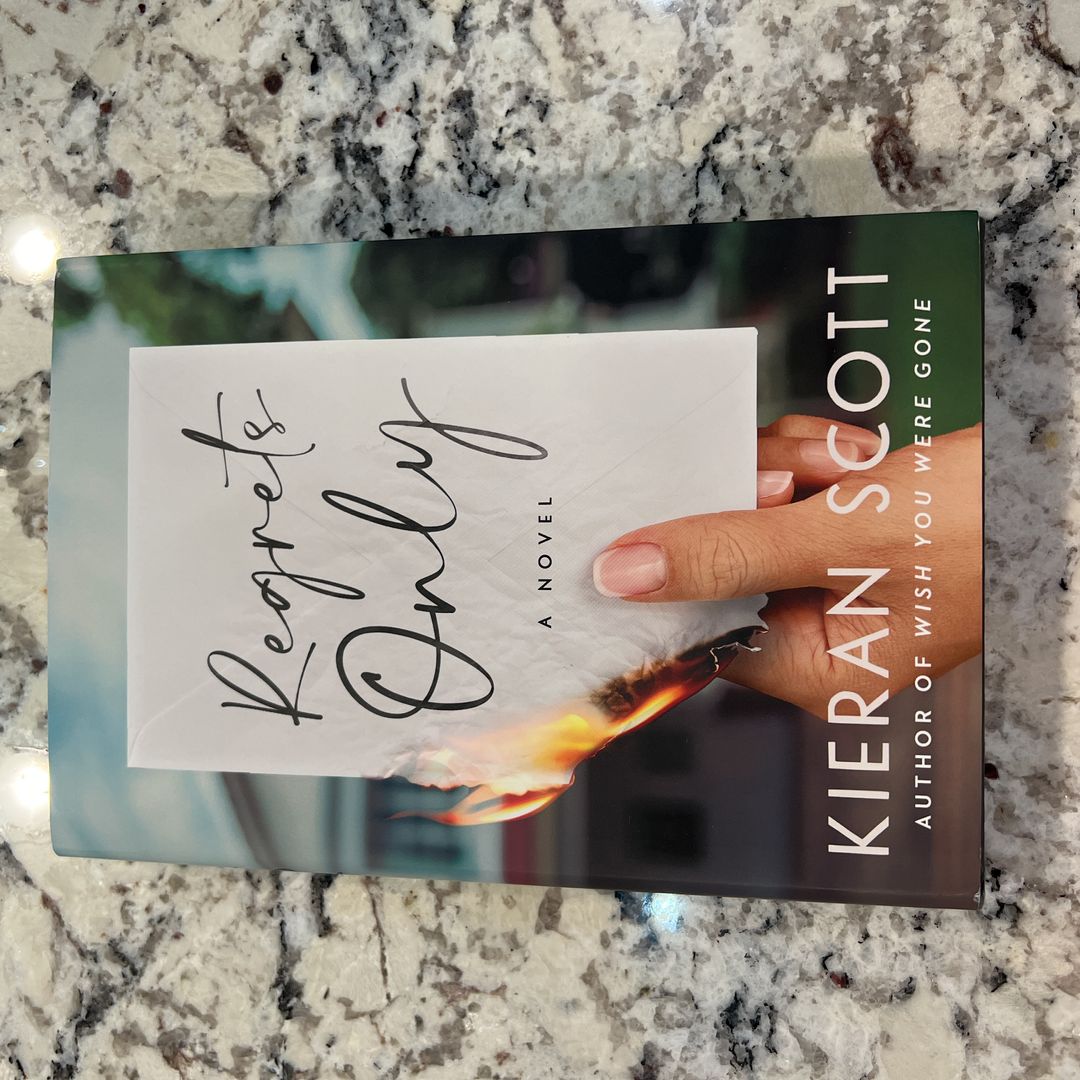 Regrets
Only
A NOVEL
KIERAN SCOTT
AUTHOR OF WISH YOU WERE GONE